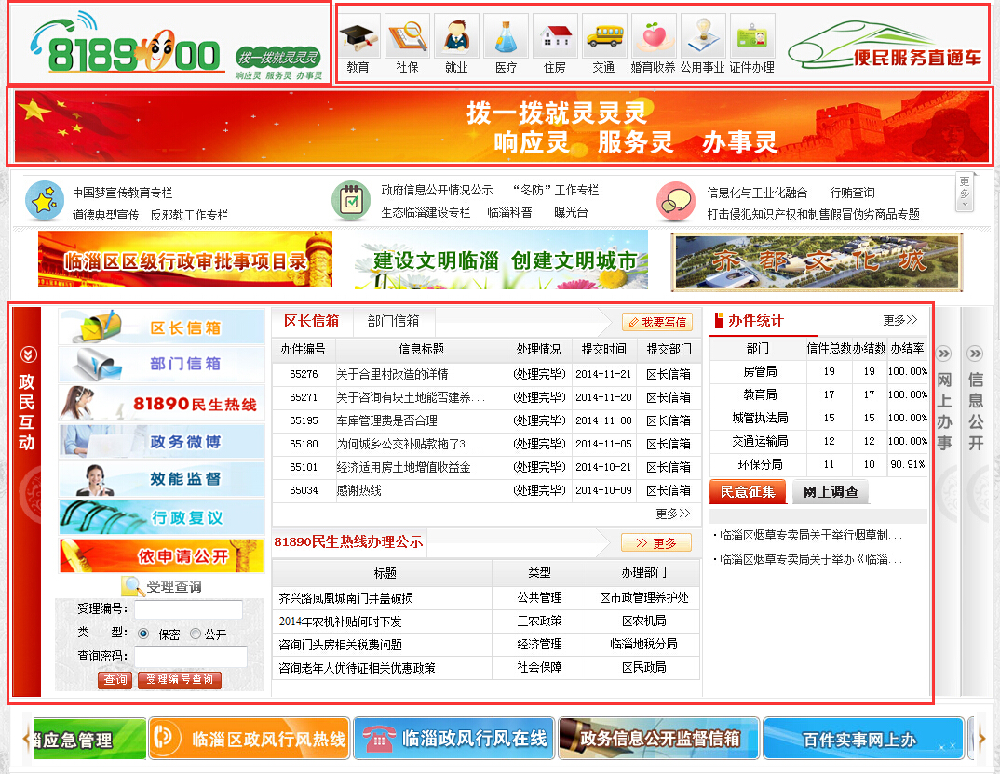 8189000
拨一拨就灵灵灵
响应灵 服务灵 办事灵
教育 社保 就业 医疗 住房 交通 婚育收养 公用事业 证件办理
便民服务直通车
拨一拨就灵灵灵
响应灵 服务灵 办事灵
中国梦宣传教育专栏
道德典型宣传 反邪教工作专栏
政府信息公开情况公示 “冬防”工作专栏
生态临淄建设专栏 临淄科普 曝光台
信息化与工业化融合 行贿查询
打击侵犯知识产权和制售假冒伪劣商品专题
更多
临淄区区级行政审批事项目录
建设文明临淄 创建文明城市
齐都文化城
政民互动
区长信箱
部门信箱
81890民生热线
政务微博
效能监督
行政复议
依申请公开
受理查询
受理编号：
类 型： 保密 公开
查询密码：
查询 受理编号查询
区长信箱 部门信箱 我要写信
办件编号 信息标题 处理情况 提交时间 提交部门
65276 关于合里村改造的详情 (处理完毕) 2014-11-21 区长信箱
65271 关于咨询有块土地能否建养... (处理完毕) 2014-11-20 区长信箱
65195 车库管理费是否合理 (处理完毕) 2014-11-08 区长信箱
65180 为何城乡公交补贴款拖了3... (处理完毕) 2014-11-05 区长信箱
65101 经济适用房土地增值收益金 (处理完毕) 2014-10-21 区长信箱
65034 感谢热线 (处理完毕) 2014-10-09 区长信箱
更多>>
81890民生热线办理公示 >> 更多
标题 类型 办理部门
齐兴路凤凰城南门井盖破损 公共管理 区市政管理养护处
2014年农机补贴何时下发 三农政策 区农机局
咨询门头房相关税费问题 经济管理 临淄地税分局
咨询老年人优待证相关优惠政策 社会保障 区民政局
办件统计 更多>>
部门 信件总数 办结数 办结率
房管局 19 19 100.00%
教育局 17 17 100.00%
城管执法局 15 15 100.00%
交通运输局 12 12 100.00%
环保分局 11 10 90.91%
民意征集 网上调查
·临淄区烟草专卖局关于举行烟草制...
·临淄区烟草专卖局关于举办《临淄...
网上办事
信息公开
淄应急管理
临淄区政风行风热线
临淄政风行风在线
政务信息公开监督信箱
百件实事网上办